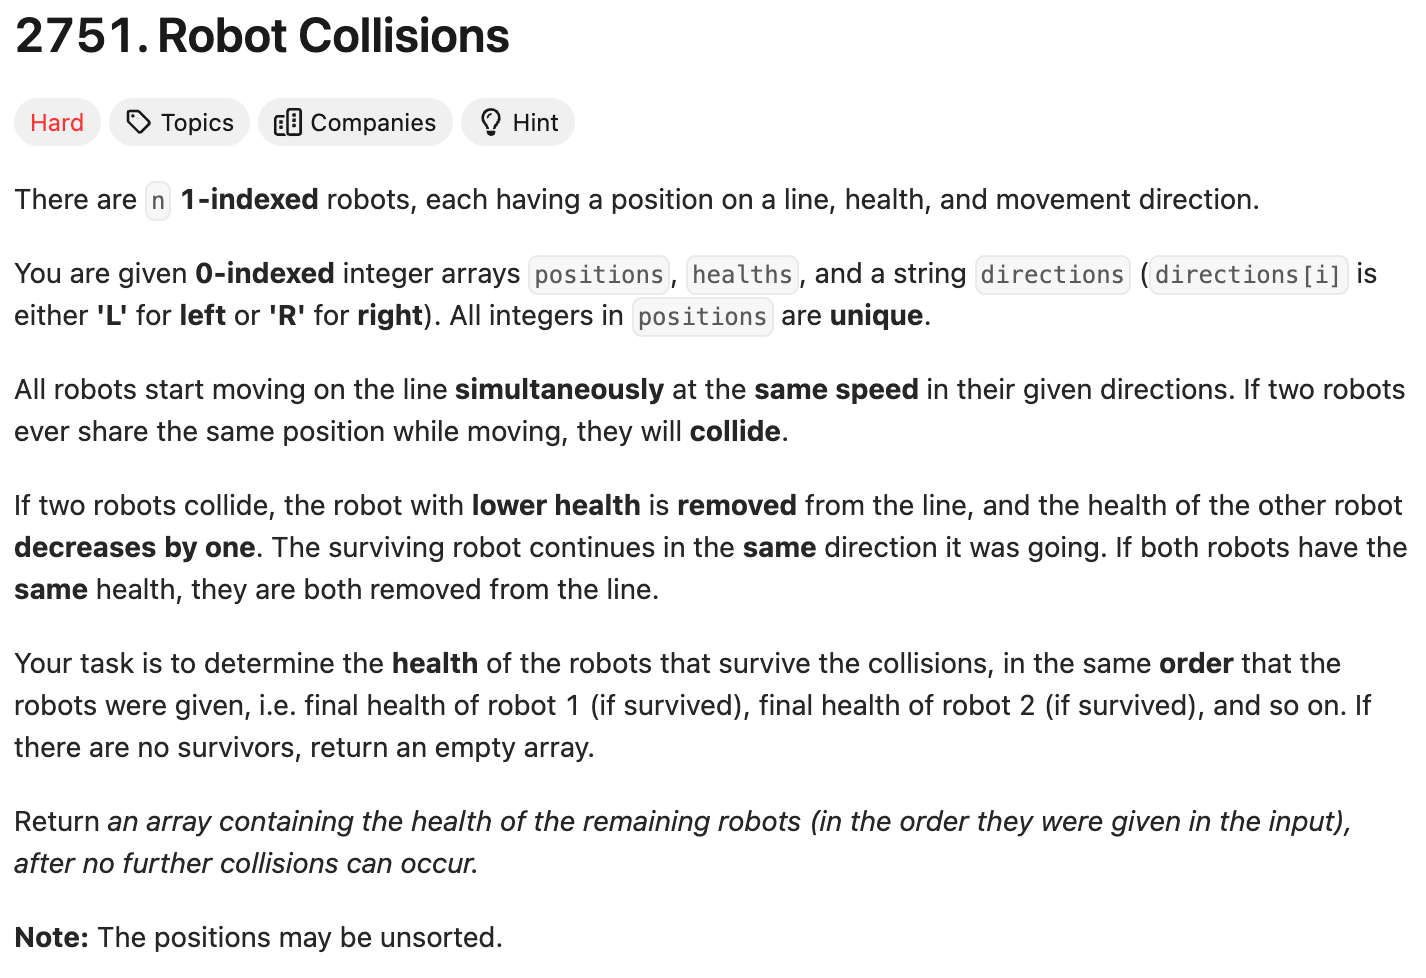 2751. Robot Collisions
Hard Topics Companies Hint
There are n 1-indexed robots, each having a position on a line, health, and movement direction.
You are given 0-indexed integer arrays positions, healths, and a string directions (directions[i] is
either 'L' for left or 'R' for right). All integers in positions are unique.
All robots start moving on the line simultaneously at the same speed in their given directions. If two robots
ever share the same position while moving, they will collide.
If two robots collide, the robot with lower health is removed from the line, and the health of the other robot
decreases by one. The surviving robot continues in the same direction it was going. If both robots have the
same health, they are both removed from the line.
Your task is to determine the health of the robots that survive the collisions, in the same order that the
robots were given, i.e. final health of robot 1 (if survived), final health of robot 2 (if survived), and so on. If
there are no survivors, return an empty array.
Return an array containing the health of the remaining robots (in the order they were given in the input),
after no further collisions can occur.
Note: The positions may be unsorted.